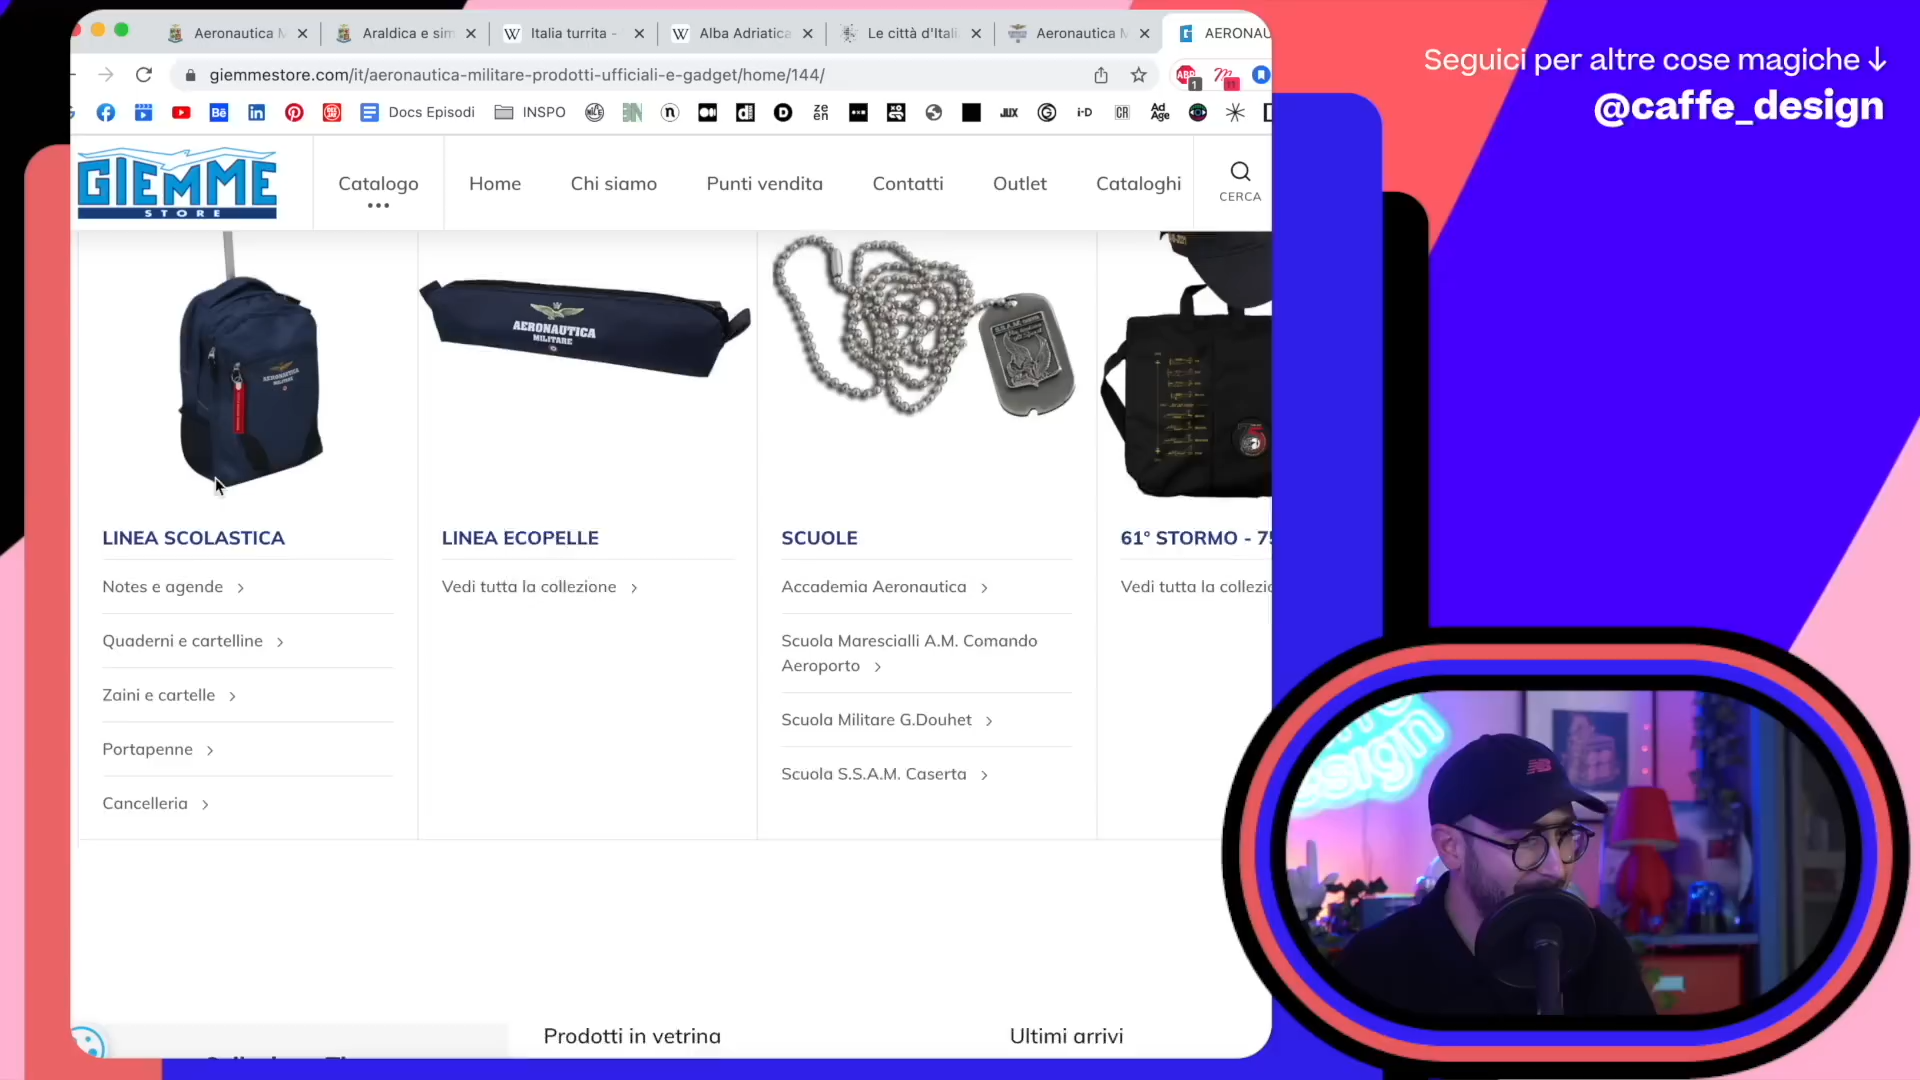 Seguici per altre cose magiche ↓
@caffe_design
Aeronautica M
Araldica e sim
Italia turrita -
Alba Adriatica
Le città d'Itali
Aeronautica M
AERONAU
giemmestore.com/it/aeronautica-militare-prodotti-ufficiali-e-gadget/home/144/
Docs Episodi
INSPO
GIEMME
STORE
Catalogo
Home
Chi siamo
Punti vendita
Contatti
Outlet
Cataloghi
CERCA
AERONAUTICA
MILITARE
AERONAUTICA
MILITARE
LINEA SCOLASTICA
Notes e agende
Quaderni e cartelline
Zaini e cartelle
Portapenne
Cancelleria
LINEA ECOPELLE
Vedi tutta la collezione
SCUOLE
Accademia Aeronautica
Scuola Marescialli A.M. Comando
Aeroporto
Scuola Militare G.Douhet
Scuola S.S.A.M. Caserta
61° STORMO - 75
Vedi tutta la collezio
Prodotti in vetrina
Ultimi arrivi